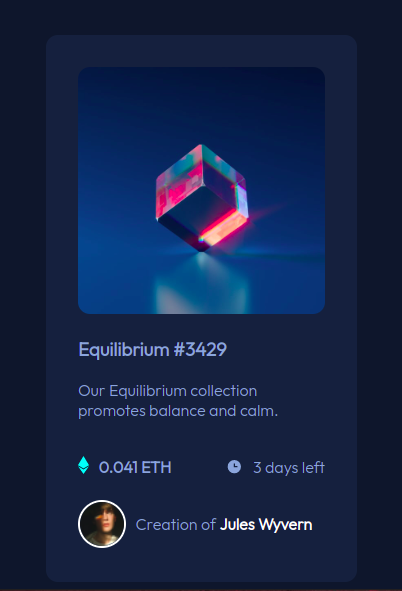 Equilibrium #3429
Our Equilibrium collection
promotes balance and calm.
0.041 ETH
3 days left
Creation of Jules Wyvern